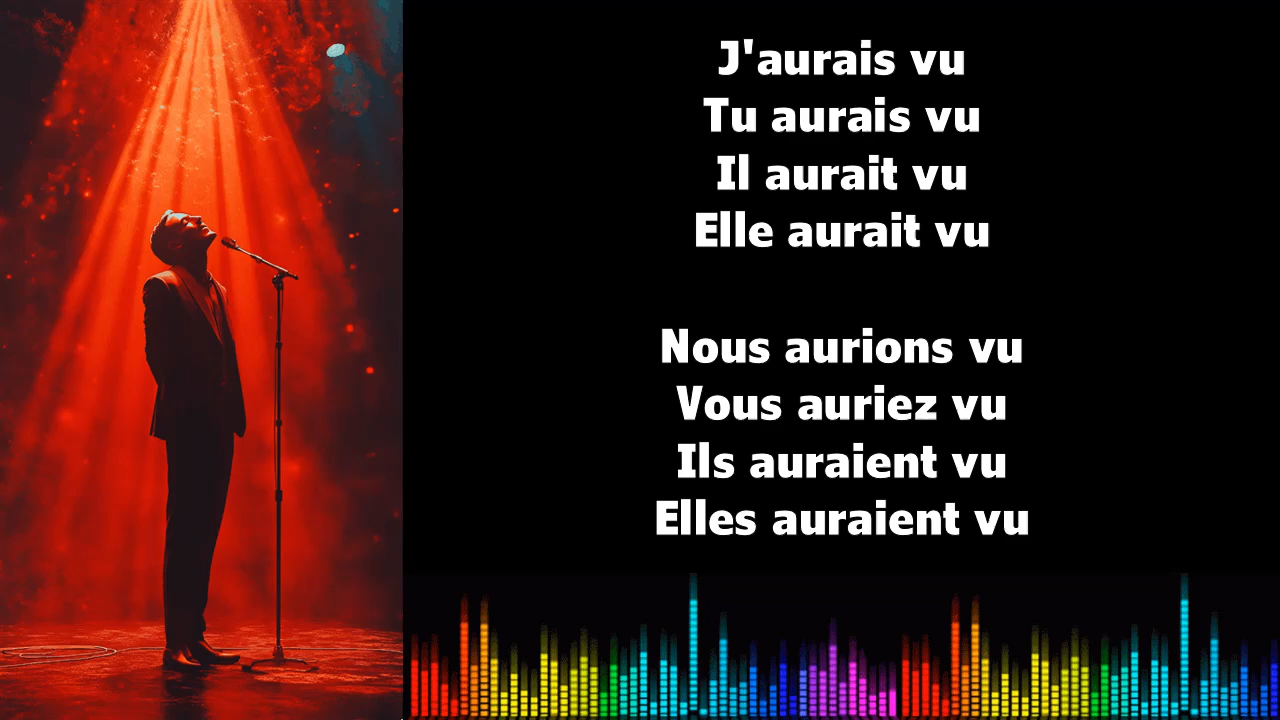 J'aurais vu
Tu aurais vu
Il aurait vu
Elle aurait vu
Nous aurions vu
Vous auriez vu
Ils auraient vu
Elles auraient vu